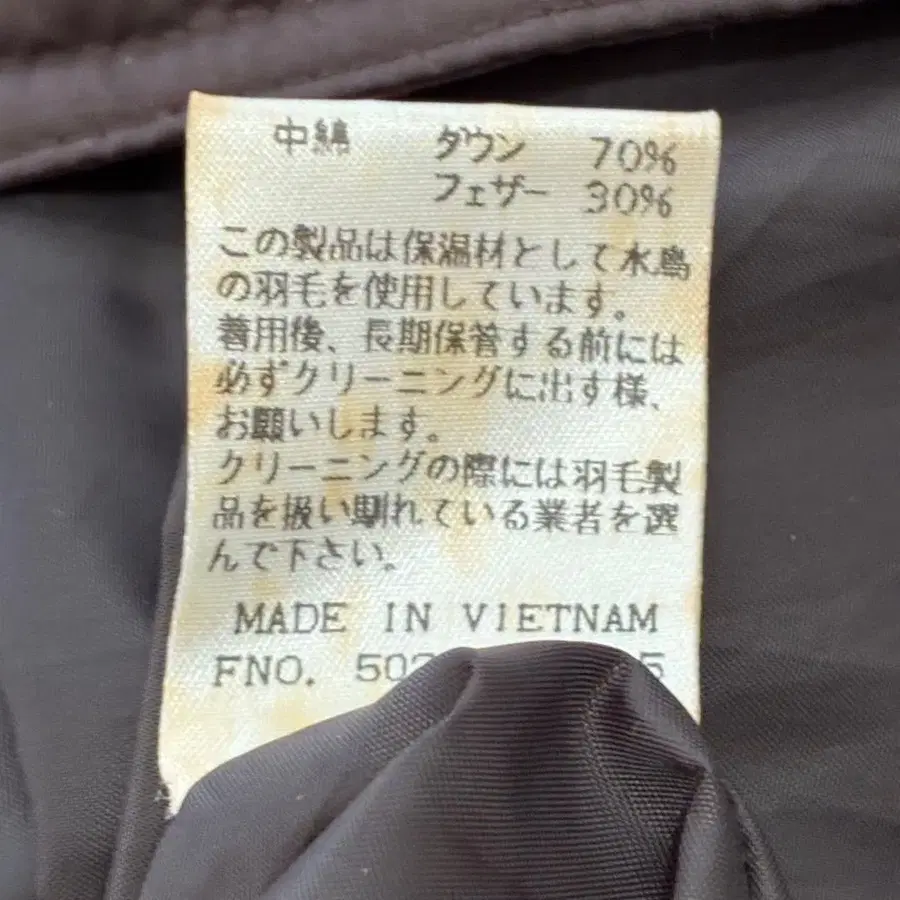 中綿 ダウン 70%
フェザー 30%
この製品は保温材として水鳥
の羽毛を使用しています。
着用後、長期保管する前には
必ずクリーニングに出す様、
お願いします。
クリーニングの際には羽毛製
品を扱い馴れている業者を選
んで下さい。
MADE IN VIETNAM
FNO.